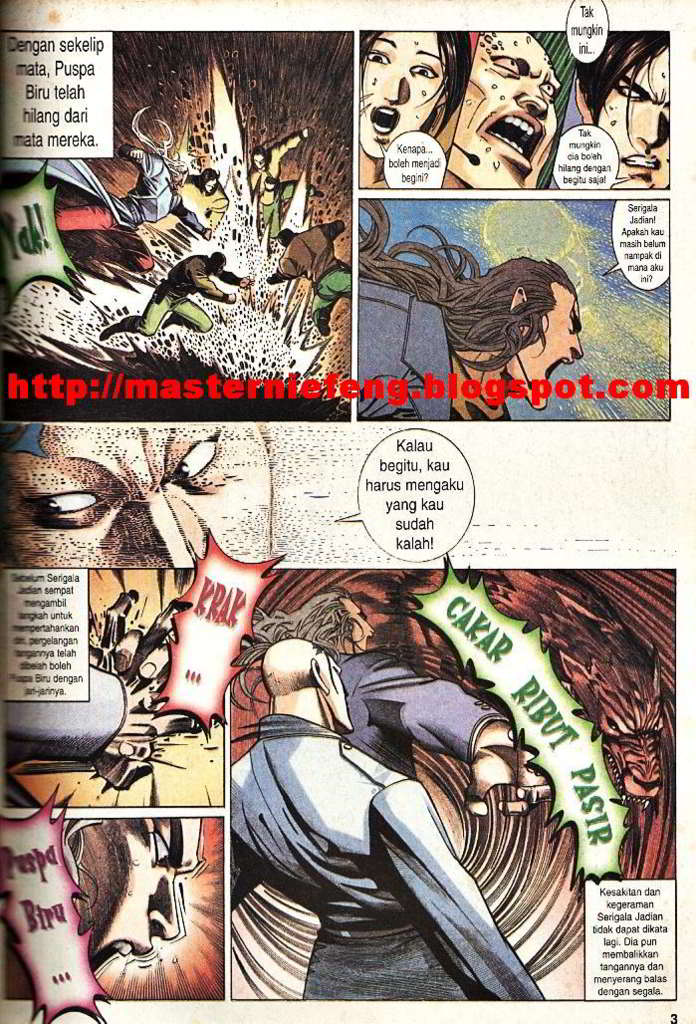 Dengan sekelip
mata, Puspa
Biru telah
hilang dari
mata mereka.
Yak!
Kenapa...
boleh menjadi
begini?
Tak
mungkin
ini...
Tak
mungkin
dia boleh
hilang dengan
begitu saja!
Serigala
Jadian!
Apakah kau
masih belum
nampak di
mana aku
ini?
http://masterniefeng.blogspot.com
Kalau
begitu, kau
harus mengaku
yang kau
sudah
kalah!
Sebelum Serigala
Jadian sempat
mengambil
langkah untuk
mempertahankan
diri, pergelangan
tangannya telah
dibelah boleh
Puspa Biru dengan
jari-jarinya.
KRAK
...
CAKAR RIBUT PASIR
Puspa
Biru
...
Kesakitan dan
kegeraman
Serigala Jadian
tidak dapat dikata
lagi. Dia pun
membalikkan
tangannya dan
menyerang balas
dengan segala.
3